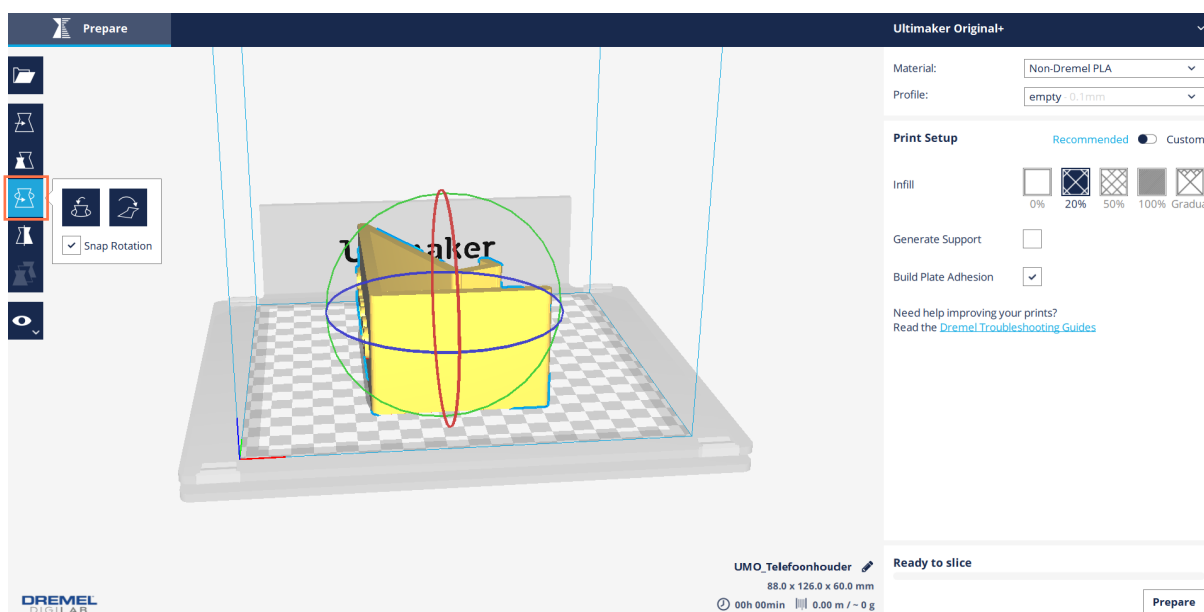 Prepare
Ultimaker Original+
Material:
Non-Dremel PLA
Profile:
empty - 0.1mm
Print Setup
Recommended
Custom
Infill
0%
20%
50%
100%
Gradua
Snap Rotation
aker
Generate Support
Build Plate Adhesion
Need help improving your prints?
Read the Dremel Troubleshooting Guides
UMO_Telefoonhouder
88.0 x 126.0 x 60.0 mm
00h 00min
0.00 m / ~ 0 g
Ready to slice
Prepare
DREMEL
DIGILAB